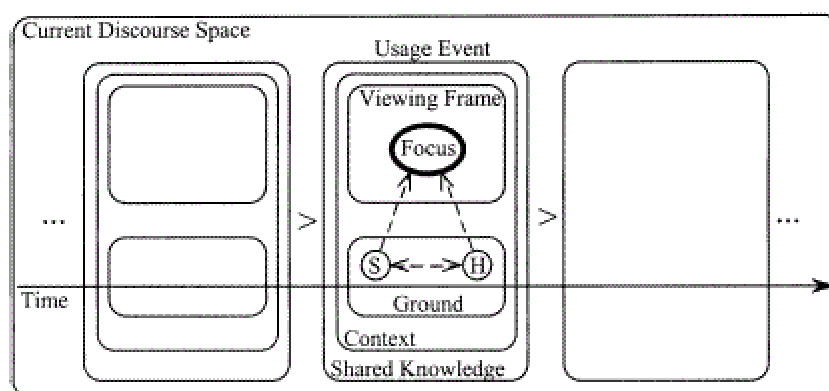 Current Discourse Space
Usage Event
Viewing Frame
Focus
... > > ...
S H
Time
Ground
Context
Shared Knowledge